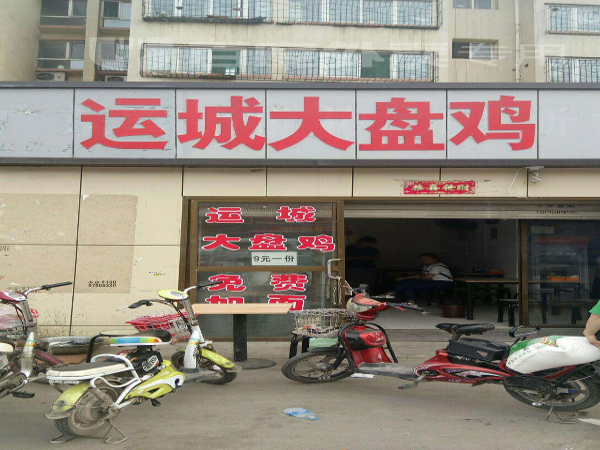 运城大盘鸡
运城
大盘鸡
9元一份
免费
加面